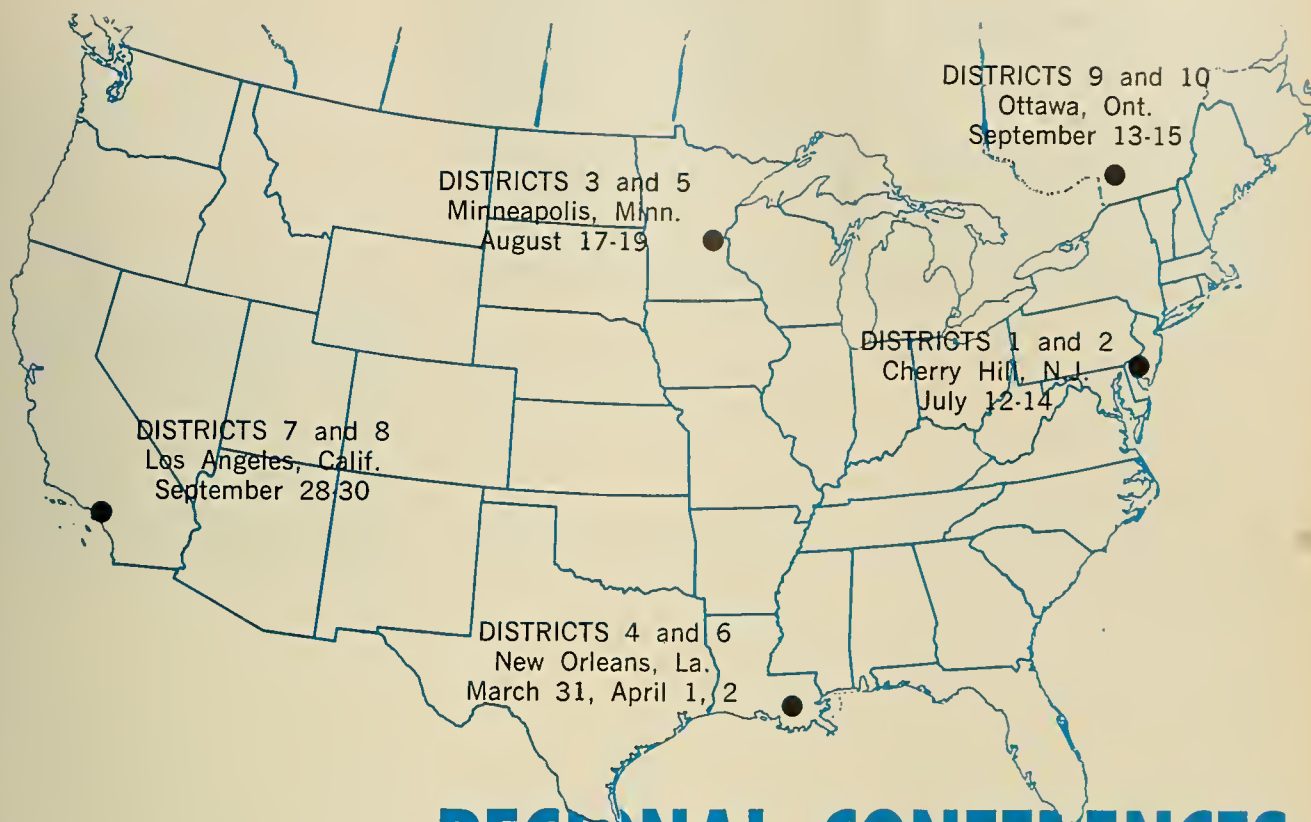 DISTRICTS 9 and 10
Ottawa, Ont.
September 13-15
DISTRICTS 3 and 5
Minneapolis, Minn.
August 17-19
DISTRICTS 1 and 2
Cherry Hill, N.J.
July 12-14
DISTRICTS 7 and 8
Los Angeles, Calif.
September 28-30
DISTRICTS 4 and 6
New Orleans, La.
March 31, April 1, 2
REGIONAL CONFERENCES